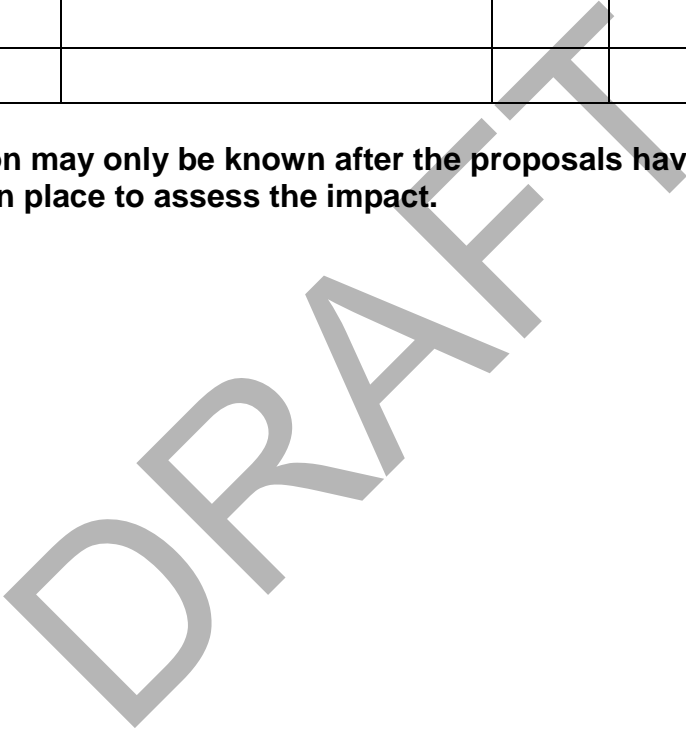 on may only be known after the proposals hav
n place to assess the impact.
DRAFT